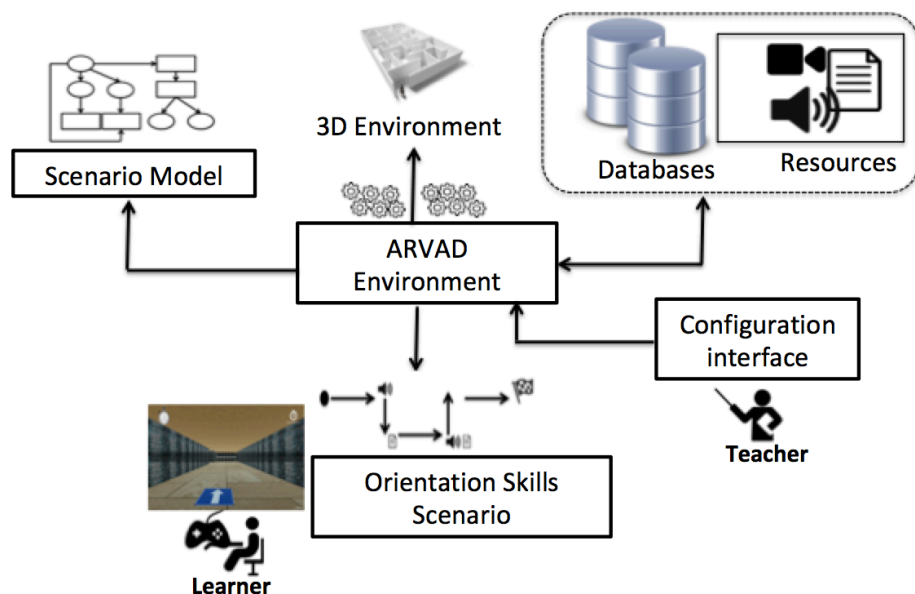 3D Environment
Databases
Resources
Scenario Model
ARVAD
Environment
Configuration
interface
Teacher
Orientation Skills
Scenario
Learner